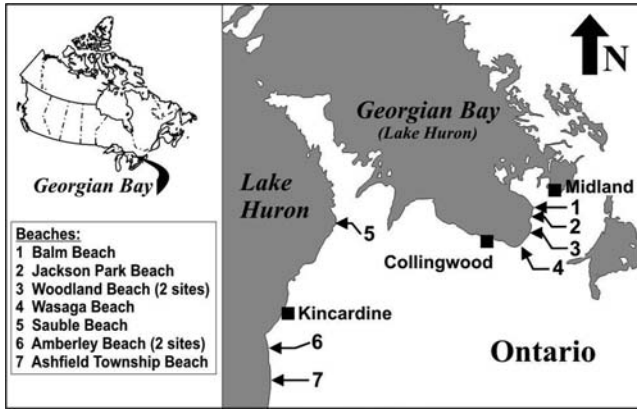 Georgian Bay
Beaches:
1 Balm Beach
2 Jackson Park Beach
3 Woodland Beach (2 sites)
4 Wasaga Beach
5 Sauble Beach
6 Amberley Beach (2 sites)
7 Ashfield Township Beach
N
Georgian Bay
(Lake Huron)
Lake
Huron
Midland
1
2
3
4
5
Collingwood
Kincardine
6
7
Ontario